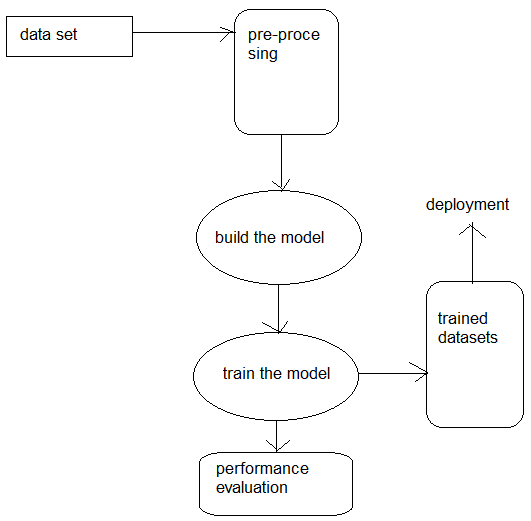 data set
pre-proce
sing
build the model
deployment
trained
datasets
train the model
performance
evaluation